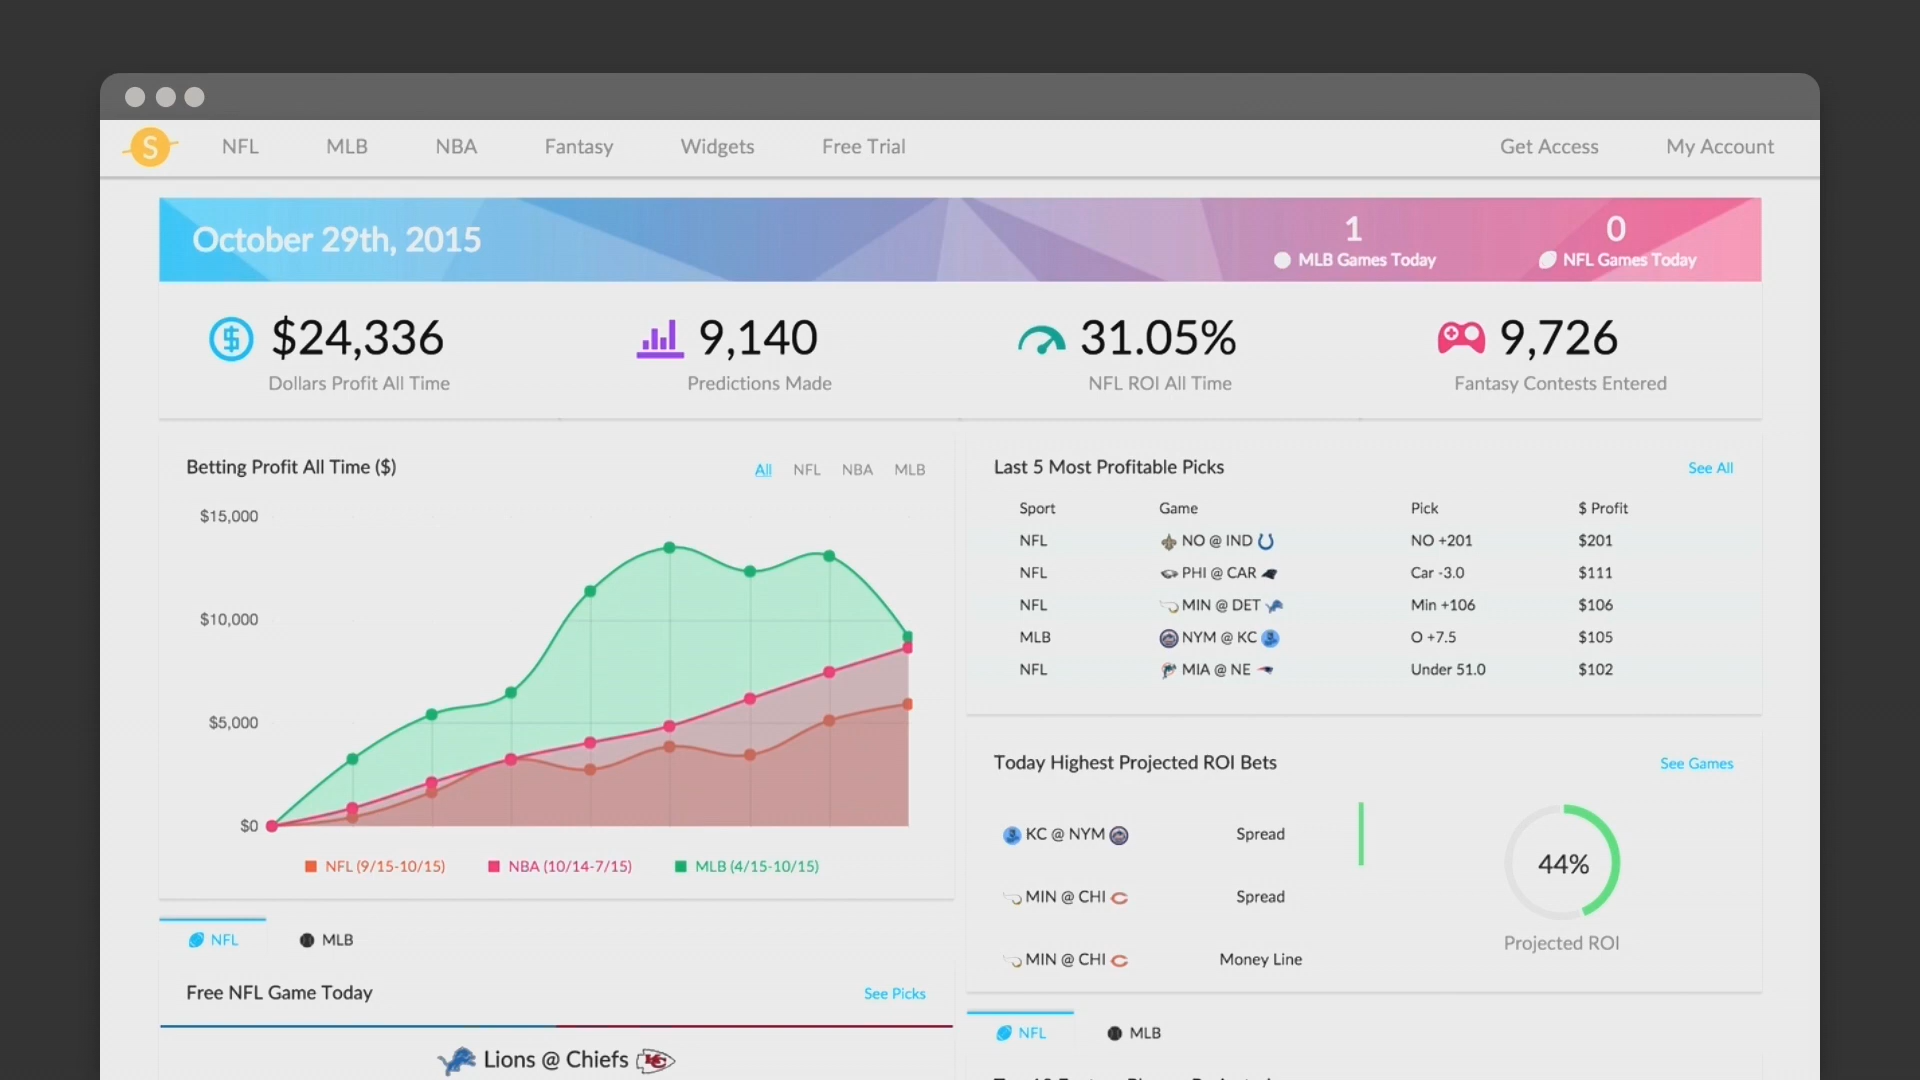 S NFL MLB NBA Fantasy Widgets Free Trial Get Access My Account
October 29th, 2015
1 MLB Games Today
0 NFL Games Today
$24,336
Dollars Profit All Time
9,140
Predictions Made
31.05%
NFL ROI All Time
9,726
Fantasy Contests Entered
Betting Profit All Time ($)
All NFL NBA MLB
$15,000
$10,000
$5,000
$0
NFL (9/15-10/15) NBA (10/14-7/15) MLB (4/15-10/15)
Last 5 Most Profitable Picks See All
Sport Game Pick $ Profit
NFL NO @ IND NO +201 $201
NFL PHI @ CAR Car -3.0 $111
NFL MIN @ DET Min +106 $106
MLB NYM @ KC O +7.5 $105
NFL MIA @ NE Under 51.0 $102
Today Highest Projected ROI Bets See Games
KC @ NYM Spread
MIN @ CHI Spread
MIN @ CHI Money Line
44%
Projected ROI
NFL MLB
Free NFL Game Today See Picks
Lions @ Chiefs
NFL MLB